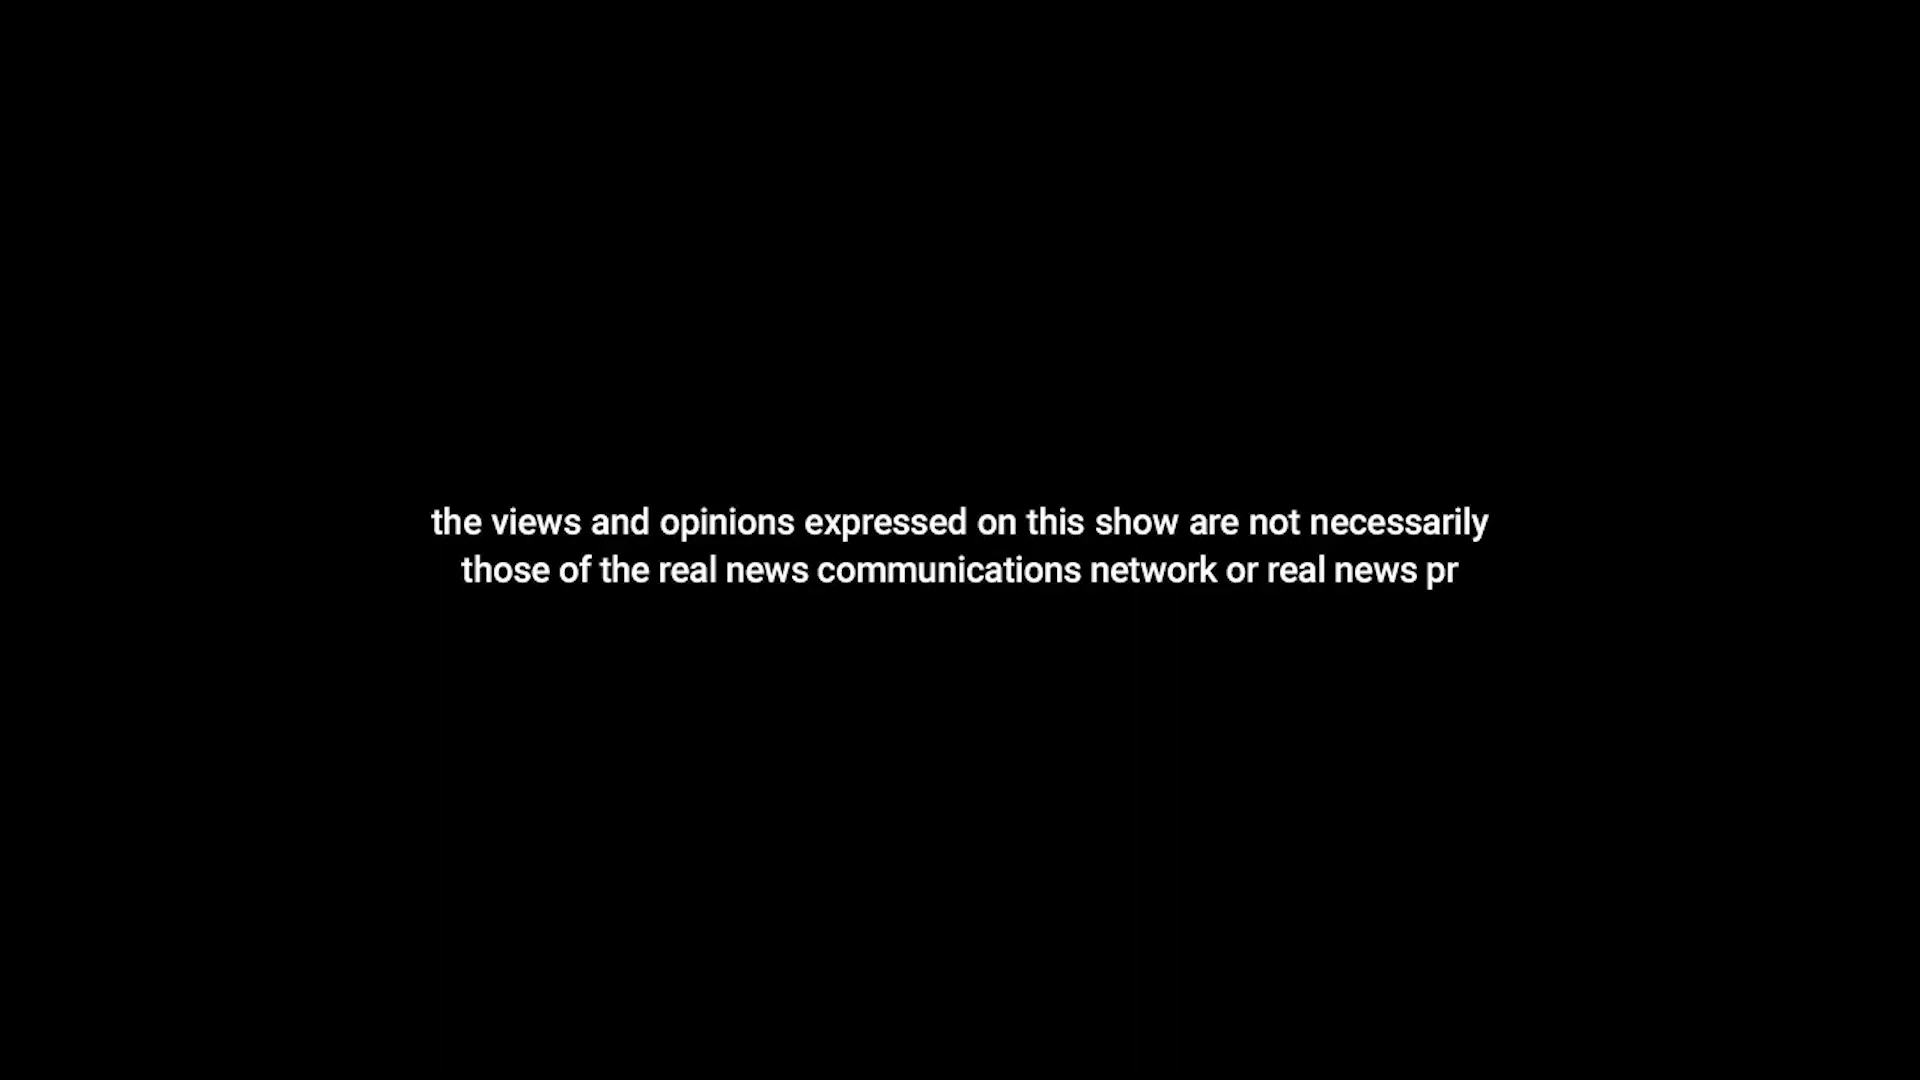 the views and opinions expressed on this show are not necessarily
those of the real news communications network or real news pr